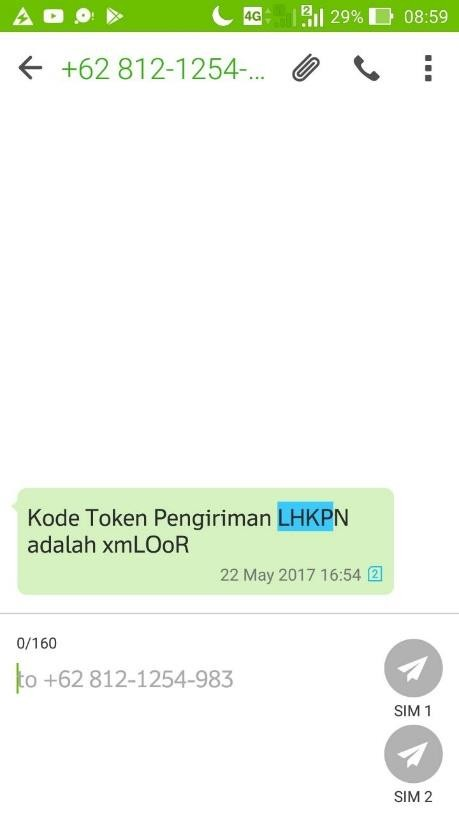 4G 2 29% 08:59
+62 812-1254-...
Kode Token Pengiriman LHKPN
adalah xmLOoR
22 May 2017 16:54 2
0/160
to +62 812-1254-983
SIM 1
SIM 2